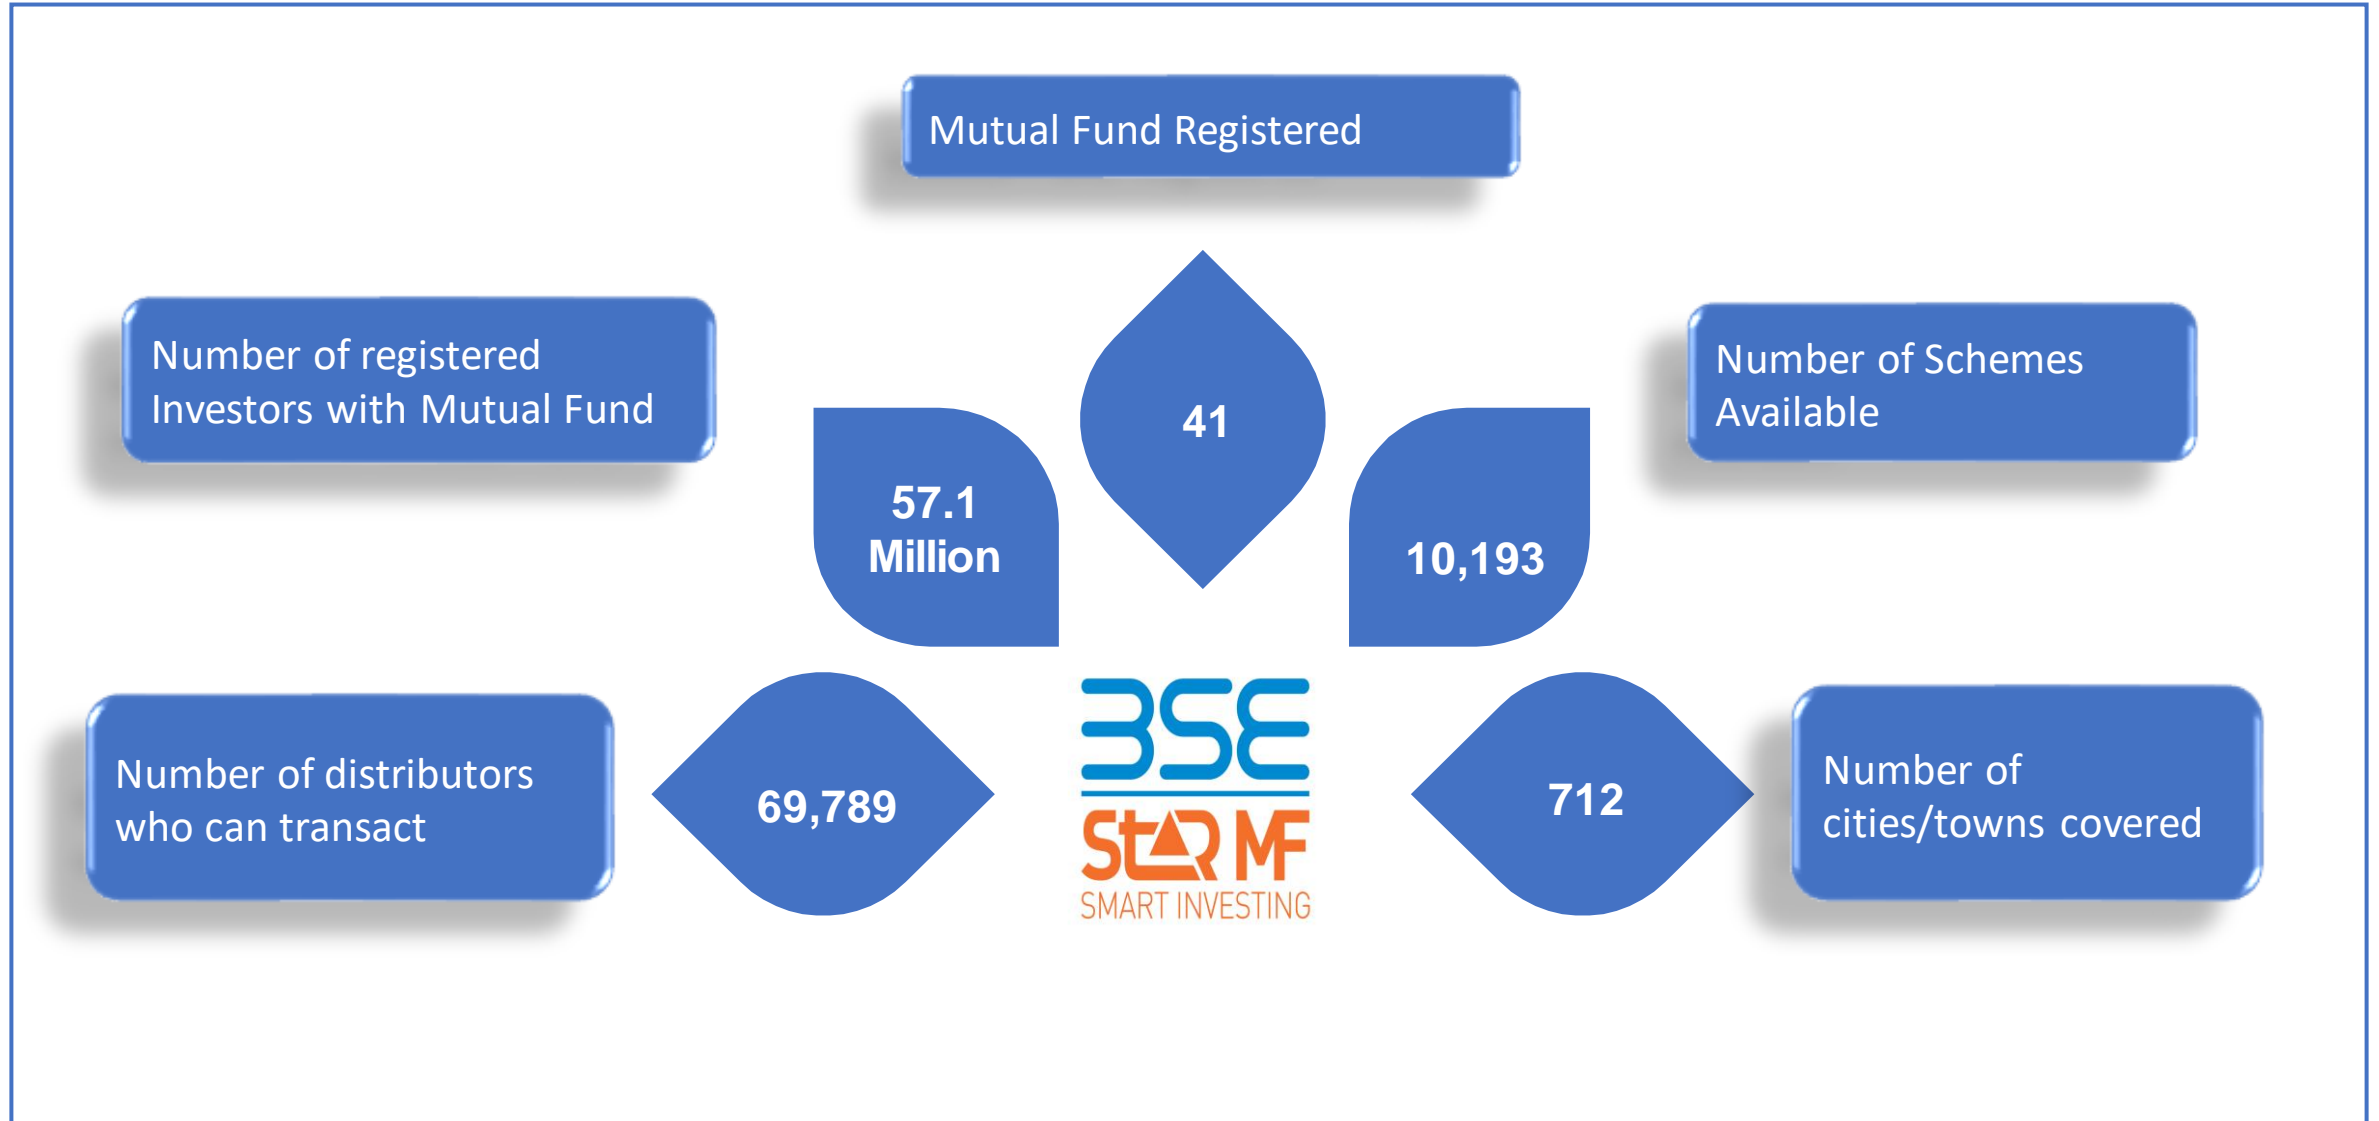 Mutual Fund Registered
Number of registered
Investors with Mutual Fund
Number of Schemes
Available
41
57.1
Million
10,193
Number of distributors
who can transact
69,789
BSE
StAR MF
SMART INVESTING
712
Number of
cities/towns covered